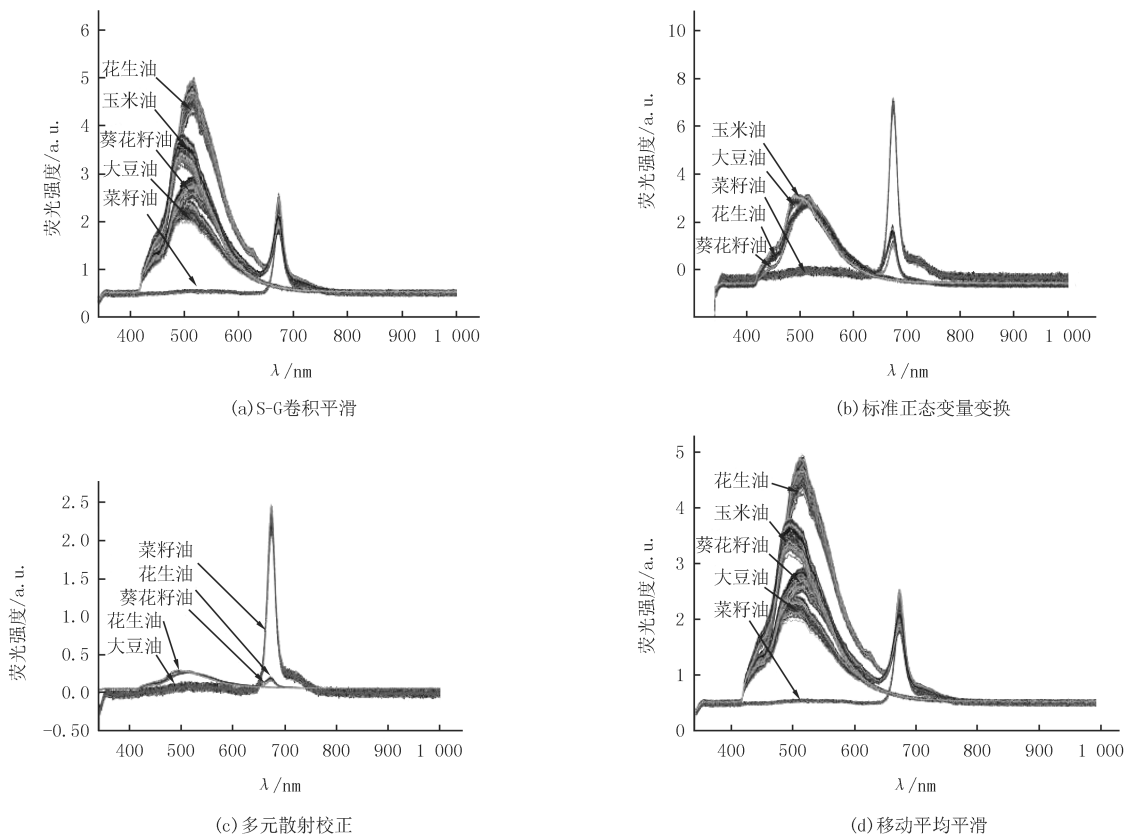 6
5
4
3
2
1
0
荧光强度/a.u.
花生油
玉米油
葵花籽油
大豆油
菜籽油
400 500 600 700 800 900 1 000
λ/nm
(a)S-G卷积平滑
10
8
6
4
2
0
荧光强度/a.u.
玉米油
大豆油
菜籽油
花生油
葵花籽油
400 500 600 700 800 900 1 000
λ/nm
(b)标准正态变量变换
2.5
2.0
1.5
1.0
0.5
0.0
-0.50
荧光强度/a.u.
菜籽油
花生油
葵花籽油
花生油
大豆油
400 500 600 700 800 900 1 000
λ/nm
(c)多元散射校正
5
4
3
2
1
0
荧光强度/a.u.
花生油
玉米油
葵花籽油
大豆油
菜籽油
400 500 600 700 800 900 1 000
λ/nm
(d)移动平均平滑